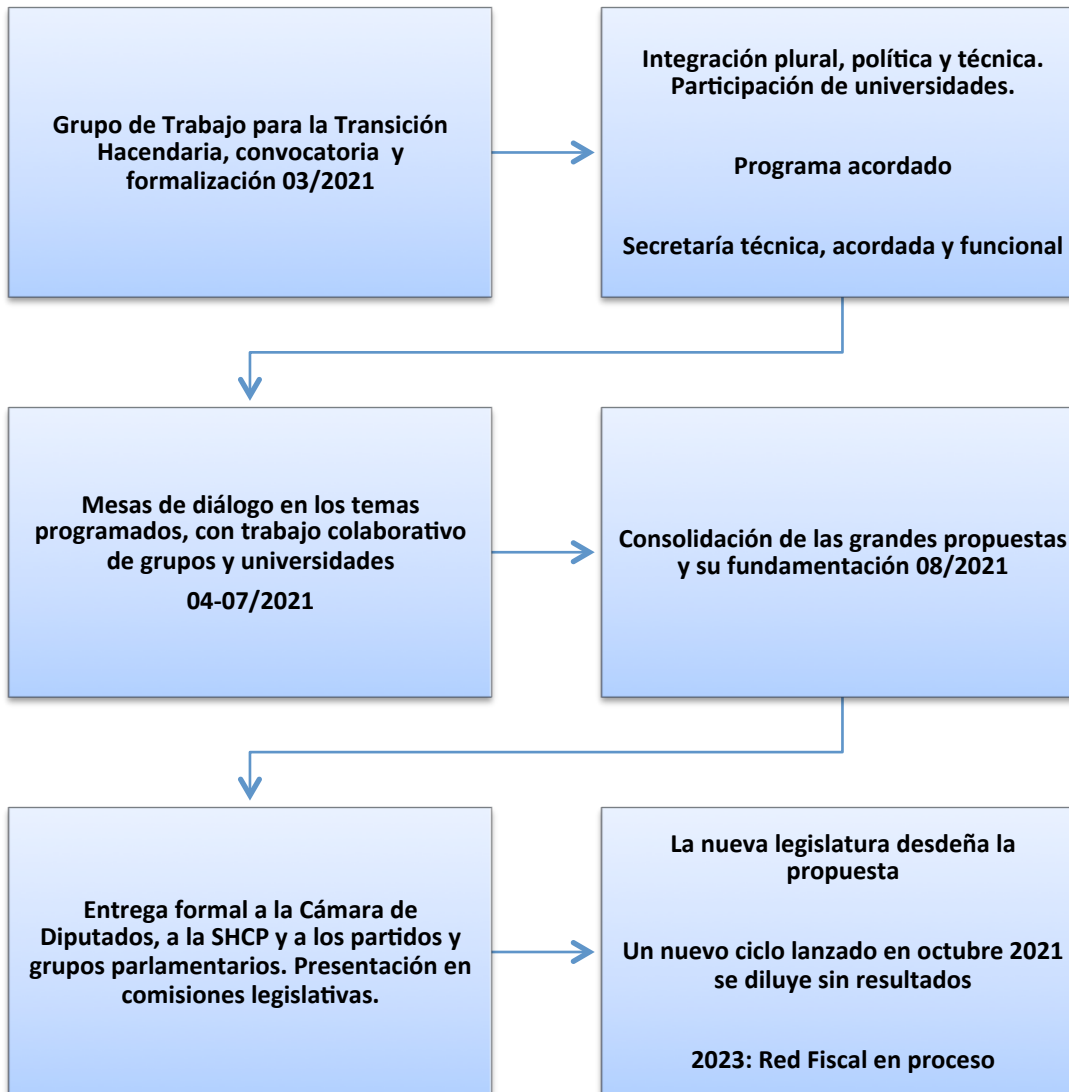 Grupo de Trabajo para la Transición
Hacendaria, convocatoria y
formalización 03/2021
Integración plural, política y técnica.
Participación de universidades.
Programa acordado
Secretaría técnica, acordada y funcional
Mesas de diálogo en los temas
programados, con trabajo colaborativo
de grupos y universidades
04-07/2021
Consolidación de las grandes propuestas
y su fundamentación 08/2021
Entrega formal a la Cámara de
Diputados, a la SHCP y a los partidos y
grupos parlamentarios. Presentación en
comisiones legislativas.
La nueva legislatura desdeña la
propuesta
Un nuevo ciclo lanzado en octubre 2021
se diluye sin resultados
2023: Red Fiscal en proceso